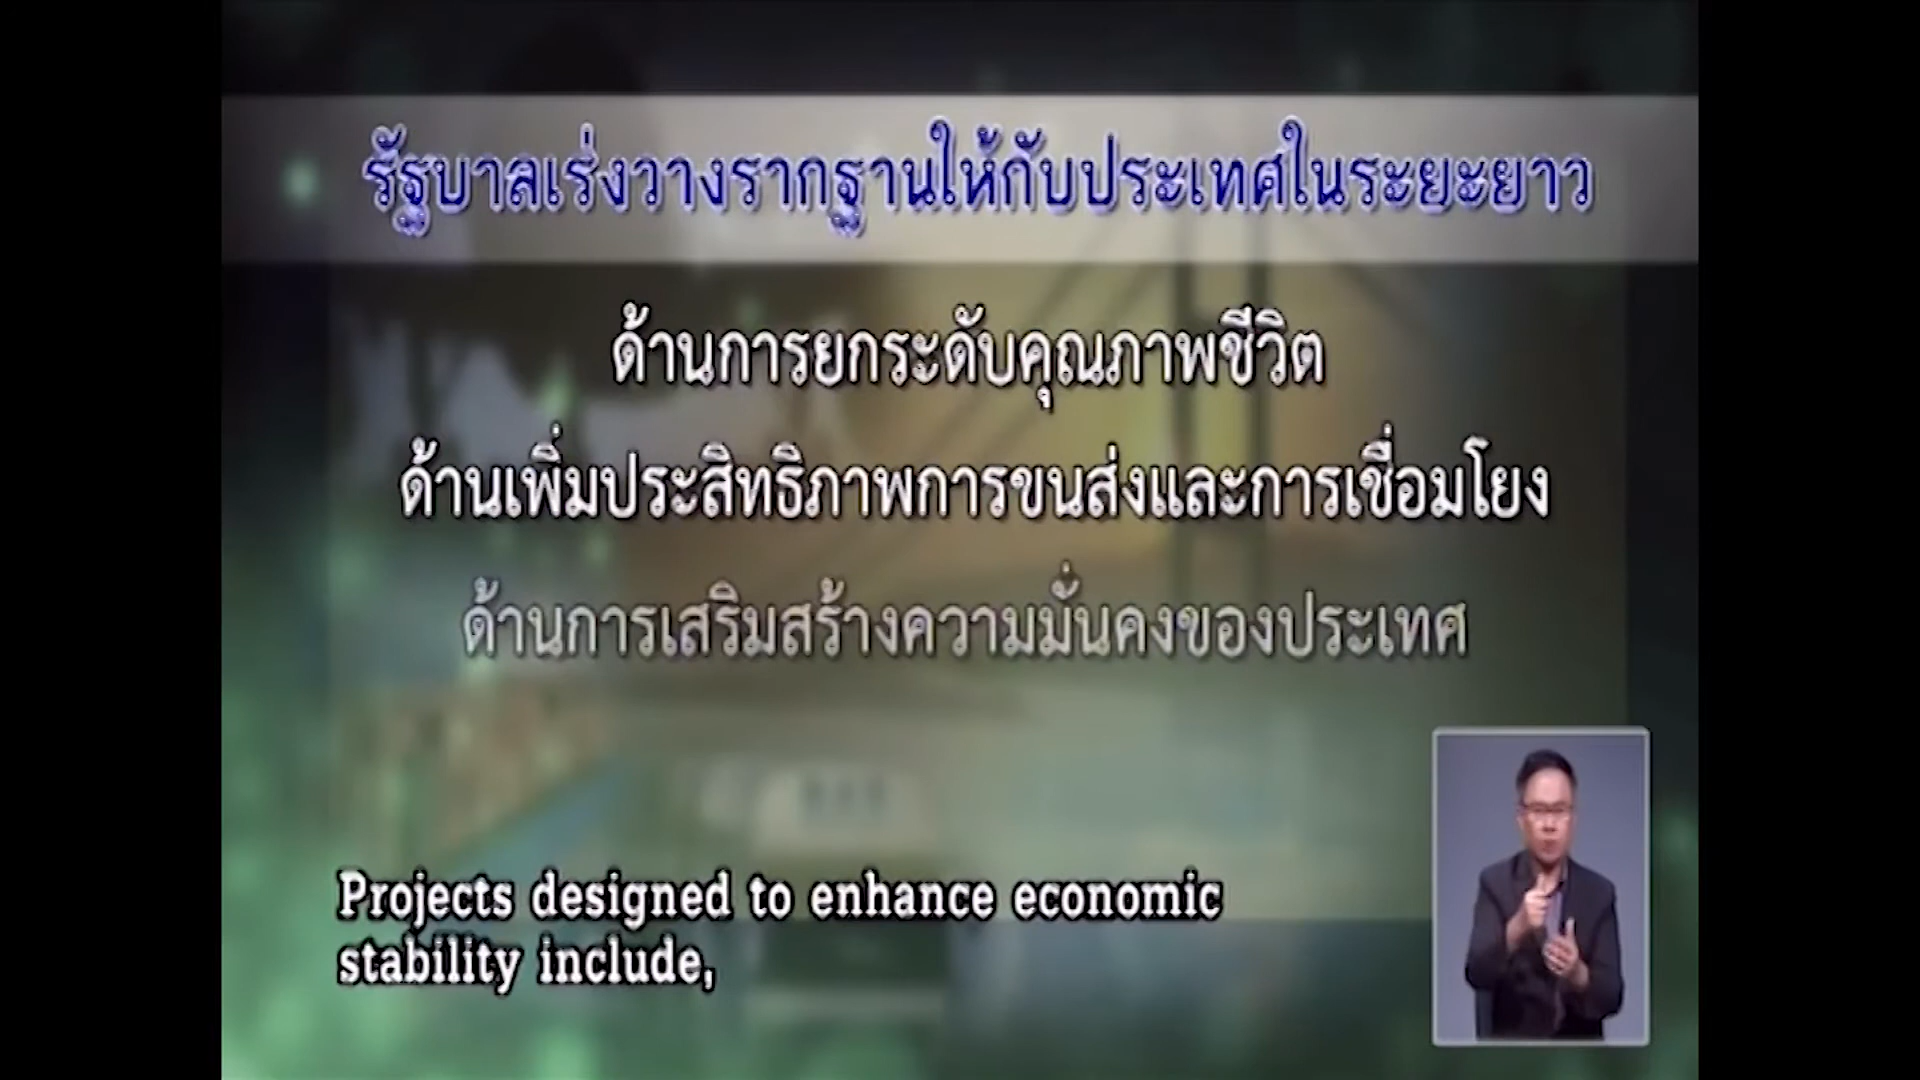 รัฐบาลเร่งวางรากฐานให้กับประเทศในระยะยาว
ด้านการยกระดับคุณภาพชีวิต
ด้านเพิ่มประสิทธิภาพการขนส่งและการเชื่อมโยง
ด้านการเสริมสร้างความมั่นคงของประเทศ
Projects designed to enhance economic
stability include,